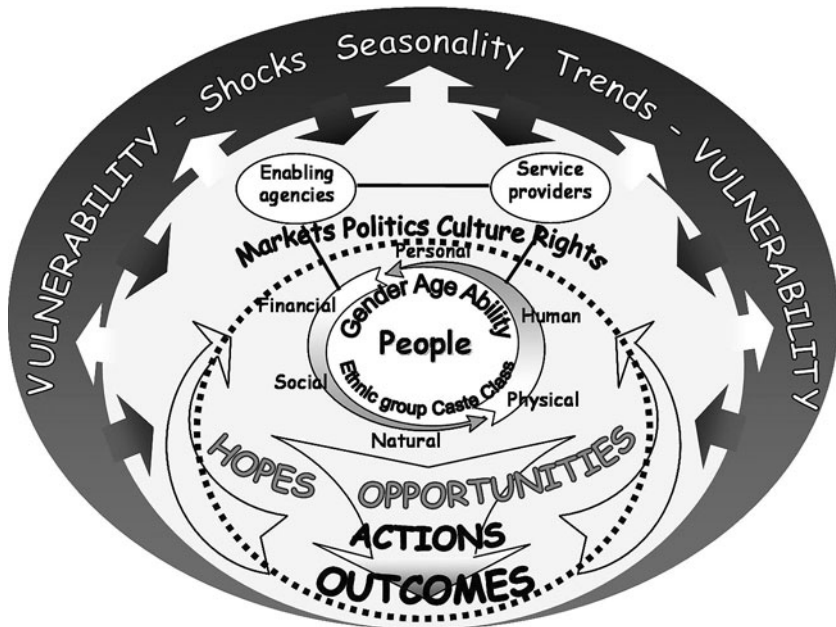 VULNERABILITY - Shocks Seasonality Trends - VULNERABILITY
Enabling
agencies
Service
providers
Markets Politics Culture Rights
Personal
Financial
Gender Age Ability
Human
People
Social
Ethnic group Caste Class
Physical
Natural
HOPES
OPPORTUNITIES
ACTIONS
OUTCOMES